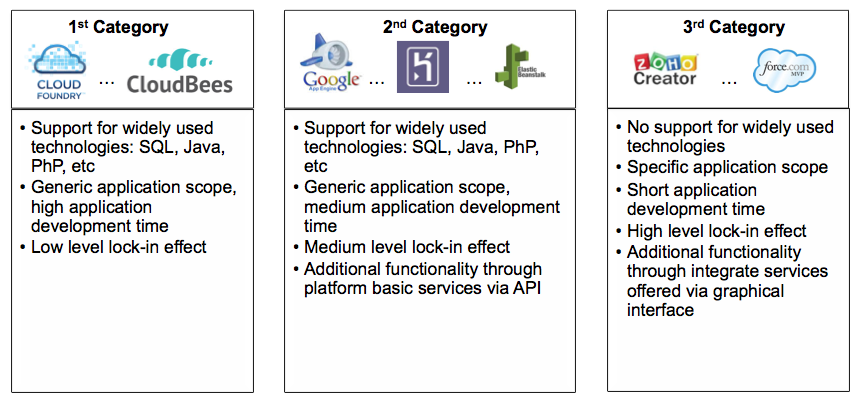 1st Category
CLOUD
FOUNDRY
...
CloudBees
• Support for widely used
technologies: SQL, Java,
PhP, etc
• Generic application scope,
high application
development time
• Low level lock-in effect
2nd Category
Google
App Engine
...
...
Elastic
Beanstalk
• Support for widely used
technologies: SQL, Java, PhP,
etc
• Generic application scope,
medium application development
time
• Medium level lock-in effect
• Additional functionality through
platform basic services via API
3rd Category
ZOHO
Creator
...
force.com
MVP
• No support for widely used
technologies
• Specific application scope
• Short application
development time
• High level lock-in effect
• Additional functionality
through integrate services
offered via graphical
interface